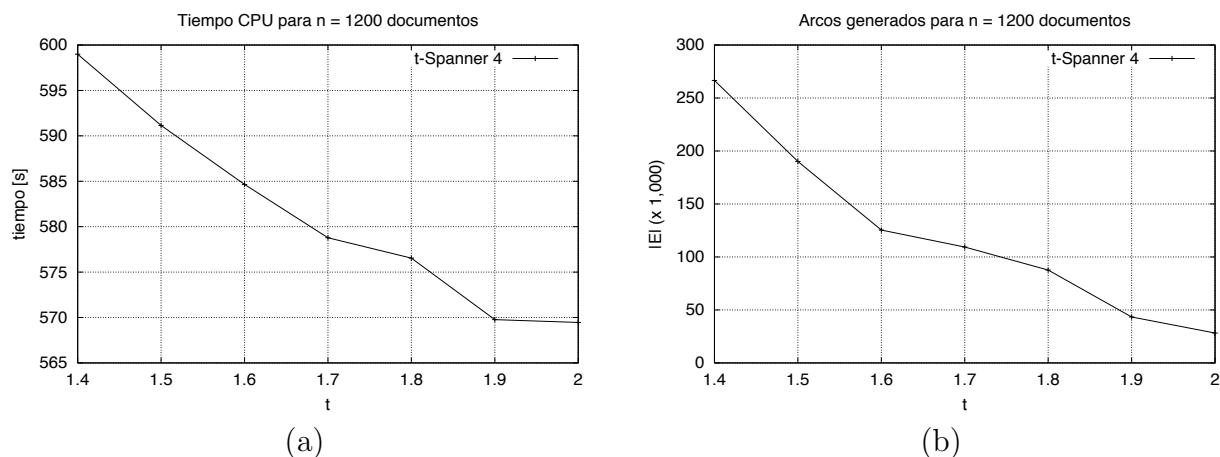 Tiempo CPU para n = 1200 documentos
t-Spanner 4
tiempo [s]
600
595
590
585
580
575
570
565
1.4 1.5 1.6 1.7 1.8 1.9 2
t
(a)
Arcos generados para n = 1200 documentos
t-Spanner 4
|E| (x 1,000)
300
250
200
150
100
50
0
1.4 1.5 1.6 1.7 1.8 1.9 2
t
(b)